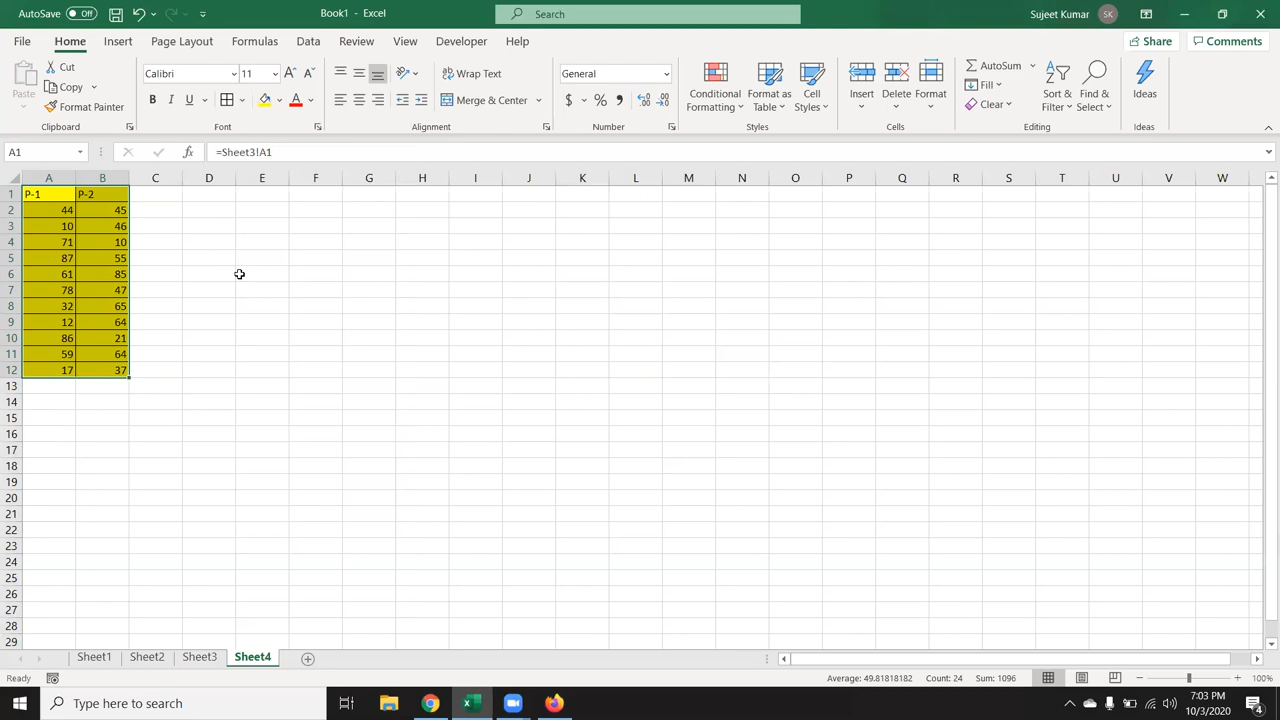 AutoSave Off Book1 - Excel Search Sujeet Kumar SK
File Home Insert Page Layout Formulas Data Review View Developer Help Share Comments
Paste Cut Copy Format Painter Clipboard
Calibri 11 A A B I U A Font
Wrap Text Merge & Center Alignment
General $ % , Number
Conditional Formatting Format as Table Cell Styles Styles
Insert Delete Format Cells
AutoSum Fill Clear Sort & Filter Find & Select Editing
Ideas Ideas
A1 fx =Sheet3!A1
A B C D E F G H I J K L M N O P Q R S T U V W
1 P-1 P-2
2 44 45
3 10 46
4 71 10
5 87 55
6 61 85
7 78 47
8 32 65
9 12 64
10 86 21
11 59 64
12 17 37
13
14
15
16
17
18
19
20
21
22
23
24
25
26
27
28
29
Sheet1 Sheet2 Sheet3 Sheet4
Ready Average: 49.81818182 Count: 24 Sum: 1096 100%
Type here to search 7:03 PM
10/3/2020